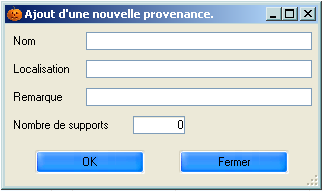 Ajout d'une nouvelle provenance.
Nom
Localisation
Remarque
Nombre de supports 0
OK Fermer